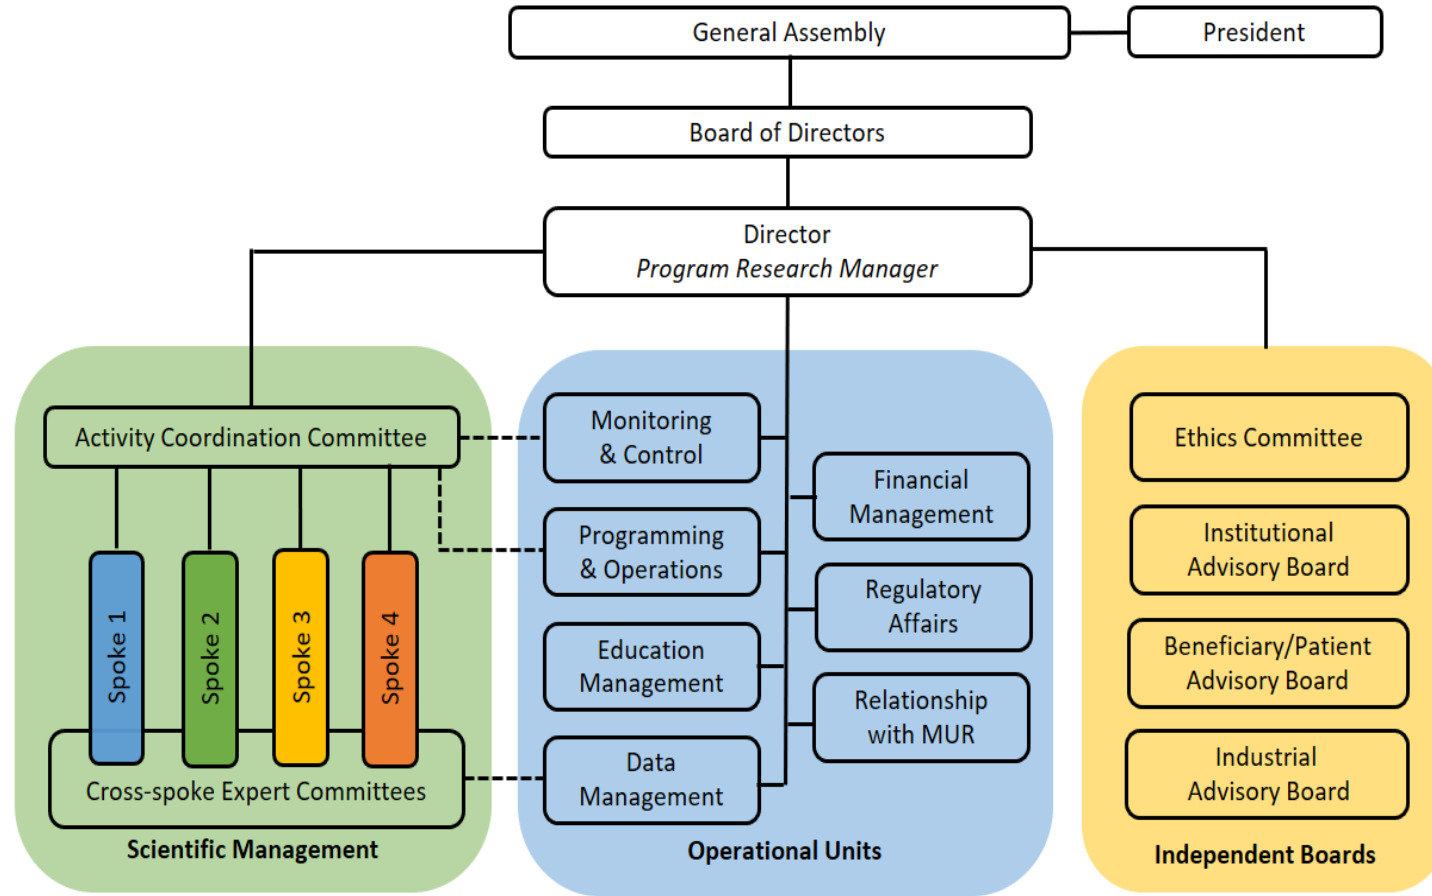 General Assembly
President
Board of Directors
Director
Program Research Manager
Activity Coordination Committee
Spoke 1
Spoke 2
Spoke 3
Spoke 4
Cross-spoke Expert Committees
Scientific Management
Monitoring
& Control
Programming
& Operations
Education
Management
Data
Management
Financial
Management
Regulatory
Affairs
Relationship
with MUR
Operational Units
Ethics Committee
Institutional
Advisory Board
Beneficiary/Patient
Advisory Board
Industrial
Advisory Board
Independent Boards